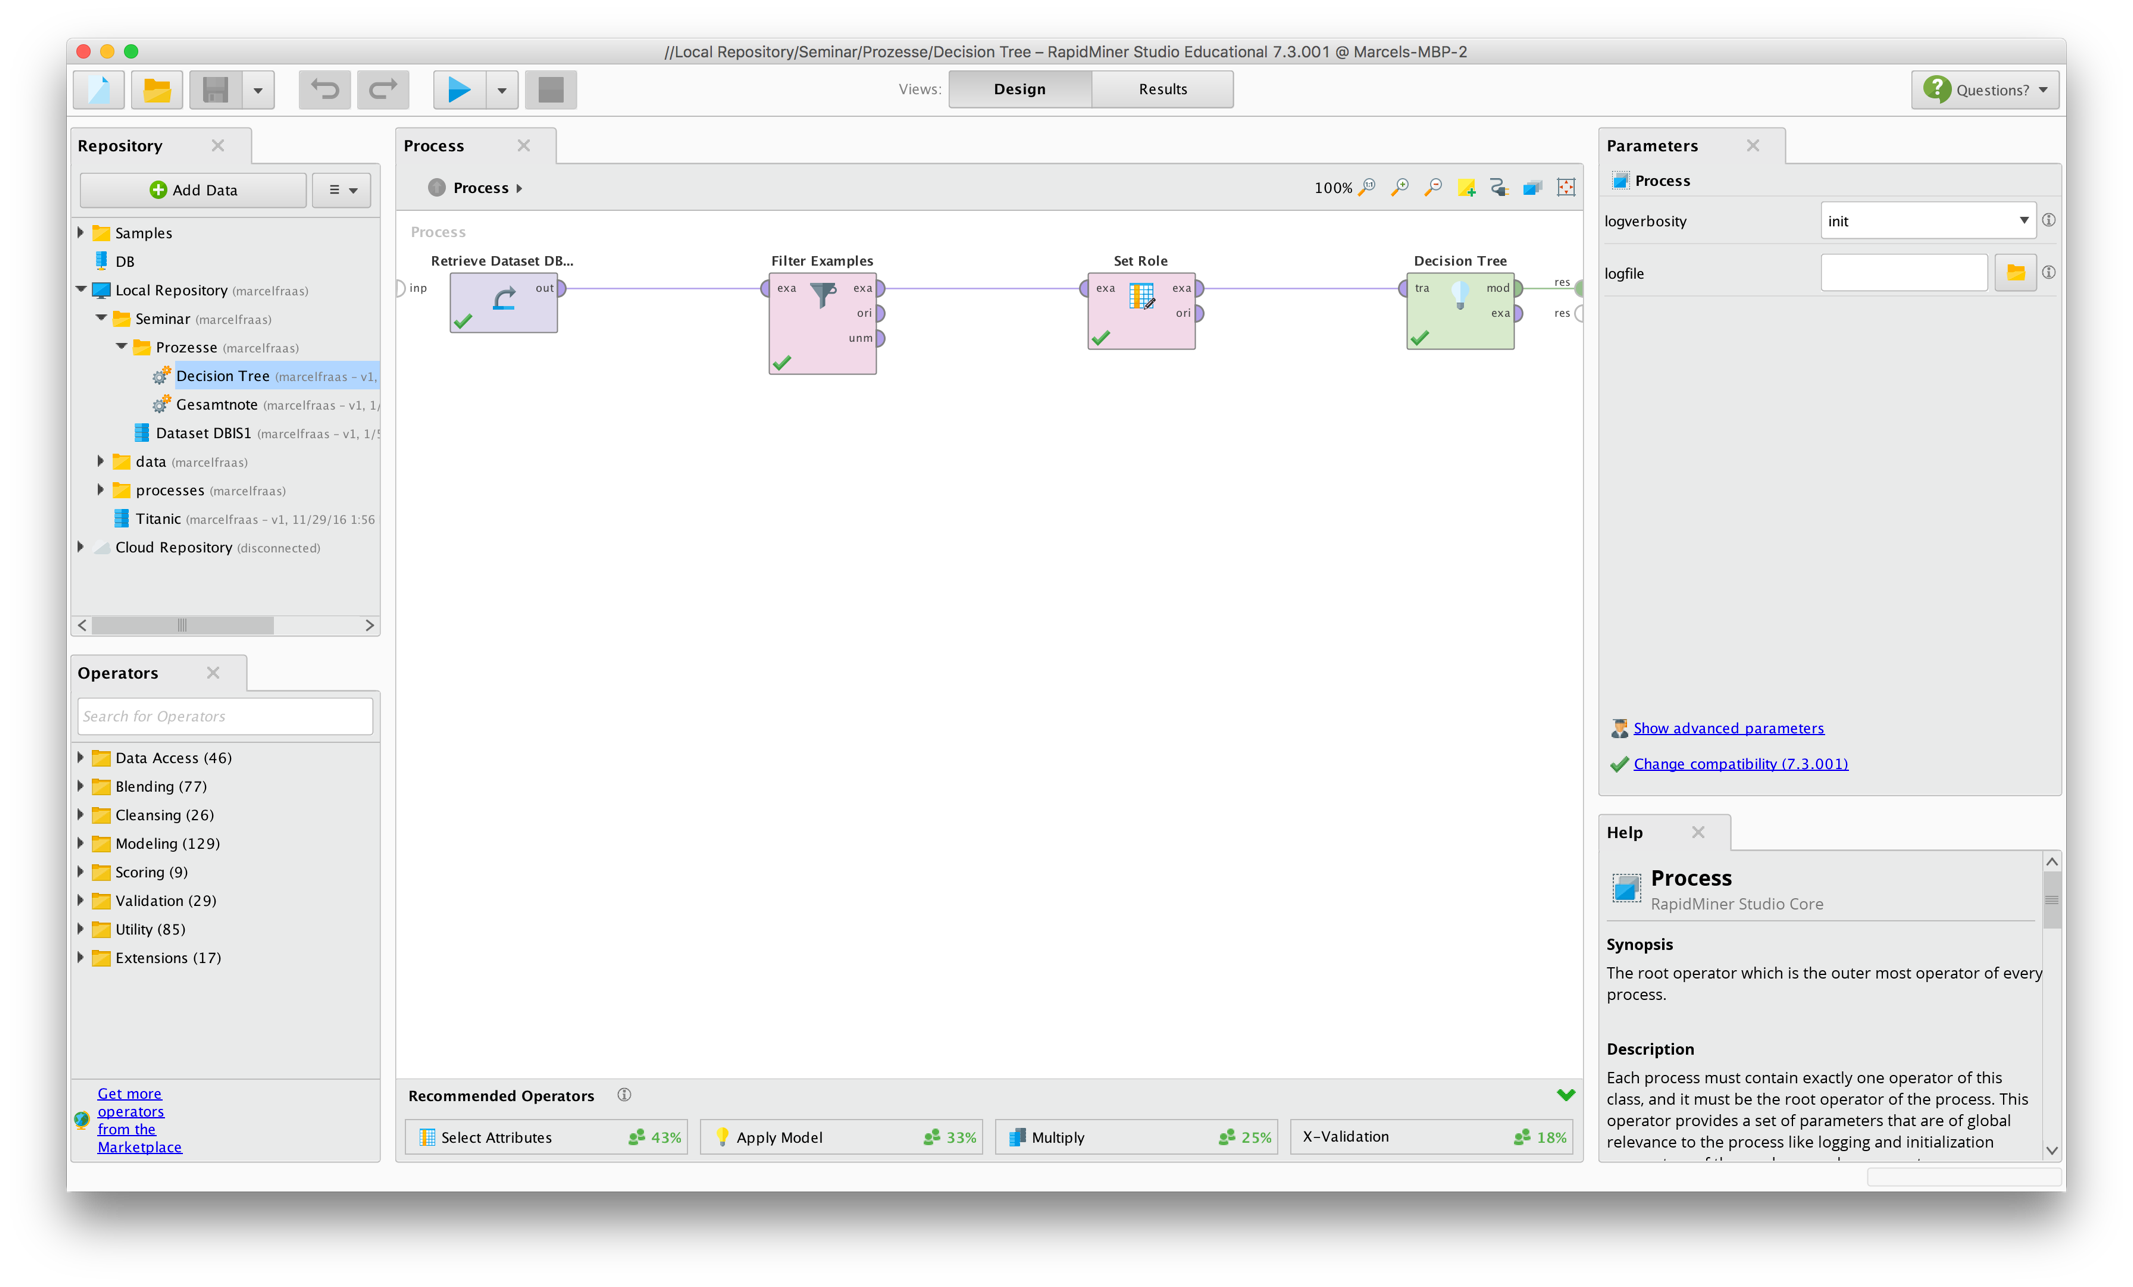 //Local Repository/Seminar/Prozesse/Decision Tree – RapidMiner Studio Educational 7.3.001 @ Marcels-MBP-2
Views: Design Results
Questions?
Repository
Add Data
Samples
DB
Local Repository (marcelfraas)
Seminar (marcelfraas)
Prozesse (marcelfraas)
Decision Tree (marcelfraas – v1,
Gesamtnote (marcelfraas – v1, 1/
Dataset DBIS1 (marcelfraas – v1, 1/5
data (marcelfraas)
processes (marcelfraas)
Titanic (marcelfraas – v1, 11/29/16 1:56
Cloud Repository (disconnected)
Operators
Search for Operators
Data Access (46)
Blending (77)
Cleansing (26)
Modeling (129)
Scoring (9)
Validation (29)
Utility (85)
Extensions (17)
Get more
operators
from the
Marketplace
Process
Process
100%
Process
Retrieve Dataset DB...
inp
out
Filter Examples
exa exa
ori
unm
Set Role
exa exa
ori
Decision Tree
tra mod
exa
res
res
Recommended Operators
Select Attributes 43%
Apply Model 33%
Multiply 25%
X-Validation 18%
Parameters
Process
logverbosity init
logfile
Show advanced parameters
Change compatibility (7.3.001)
Help
Process
RapidMiner Studio Core
Synopsis
The root operator which is the outer most operator of every
process.
Description
Each process must contain exactly one operator of this
class, and it must be the root operator of the process. This
operator provides a set of parameters that are of global
relevance to the process like logging and initialization